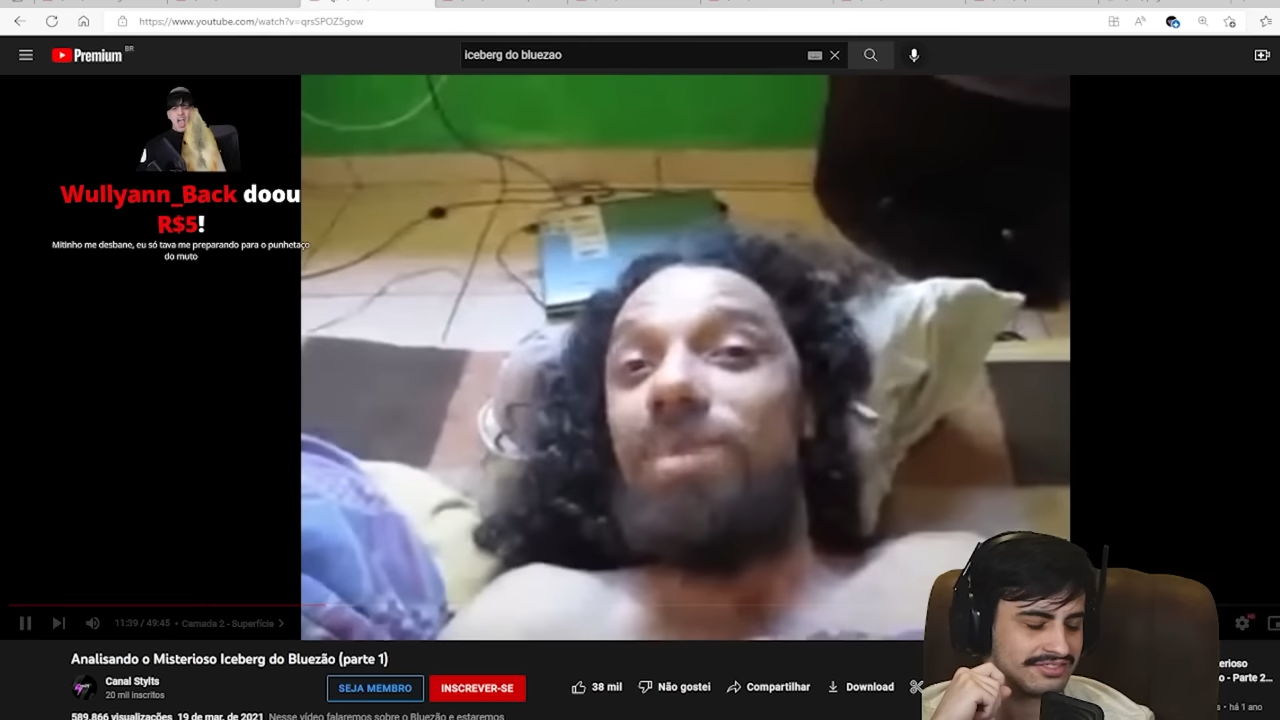 https://www.youtube.com/watch?v=qrsSPOZ5gow
Premium BR
iceberg do bluezao
Wullyann_Back doou
R$5!
Mitinho me desbane, eu só tava me preparando para o punhetaço
do muto
11:39 / 49:45 • Camada 2 - Superfície
Analisando o Misterioso Iceberg do Bluezão (parte 1)
Canal Stylts
20 mil inscritos
SEJA MEMBRO
INSCREVER-SE
38 mil
Não gostei
Compartilhar
Download
erioso
o - Parte 2...
s • há 1 ano
589.866 visualizações 19 de mar. de 2021 Nesse vídeo falaremos sobre o Bluezão e estaremos